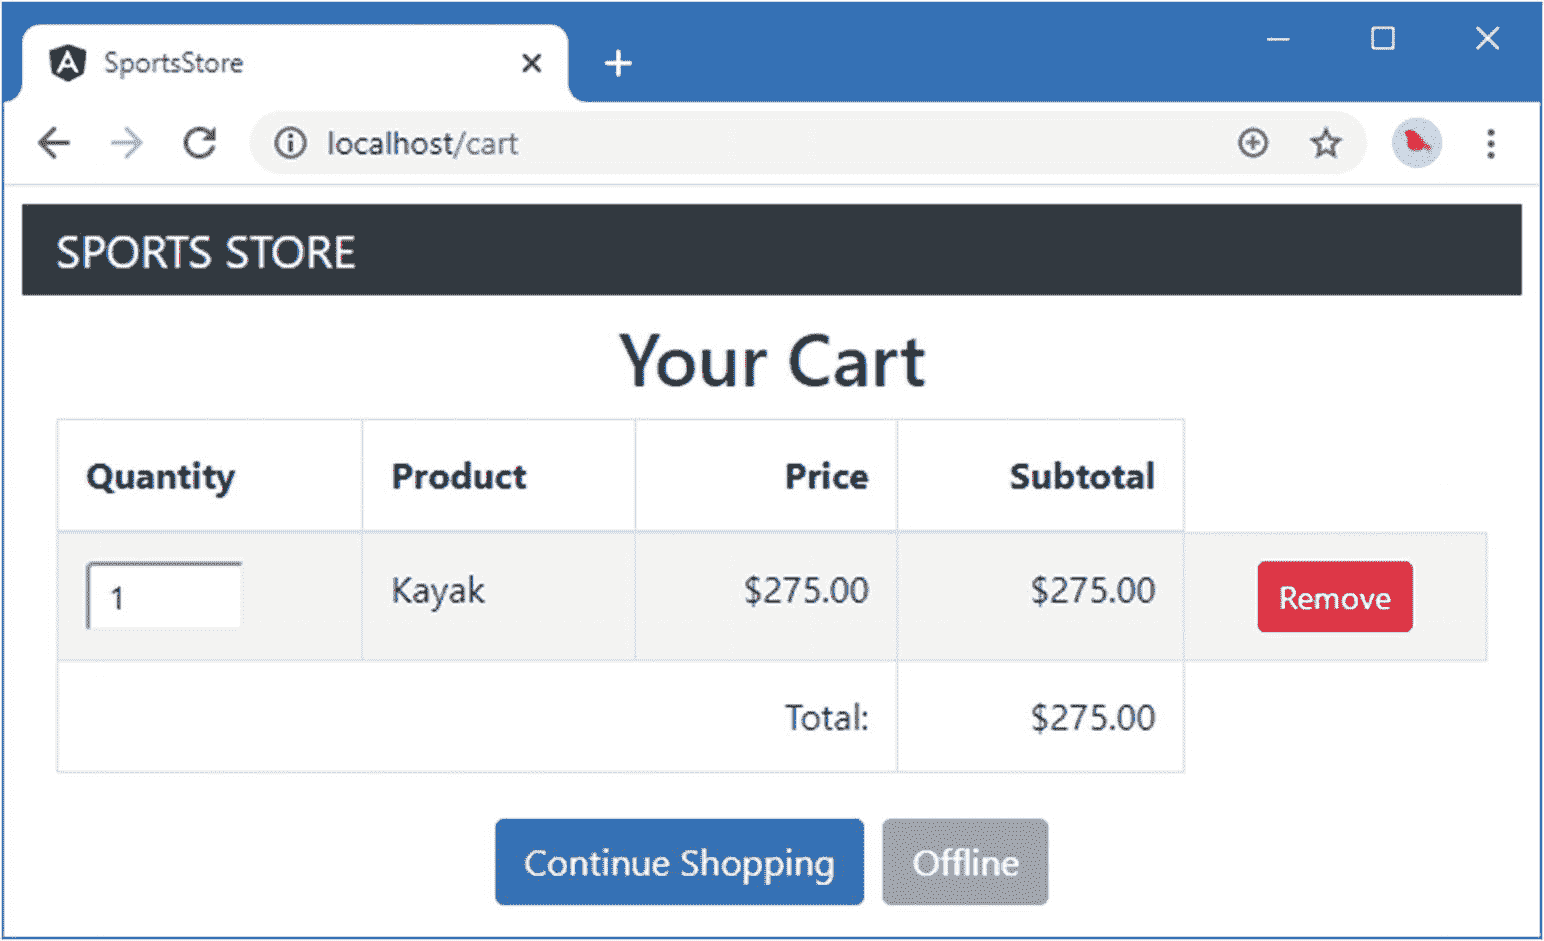 SportsStore
localhost/cart
SPORTS STORE
Your Cart
Quantity Product Price Subtotal
1 Kayak $275.00 $275.00 Remove
Total: $275.00
Continue Shopping Offline